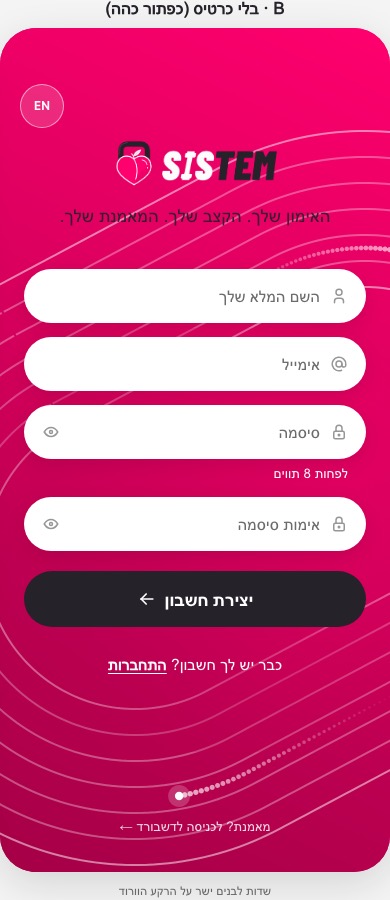 B · בלי כרטיס (כפתור כהה)
EN
SISTEM
האימון שלך. הקצב שלך. המאמנת שלך.
השם המלא שלך
אימייל
סיסמה
לפחות 8 תווים
אימות סיסמה
יצירת חשבון ←
כבר יש לך חשבון? התחברות
מאמנת? לכניסה לדשבורד ←
שדות לבנים ישר על הרקע הוורוד